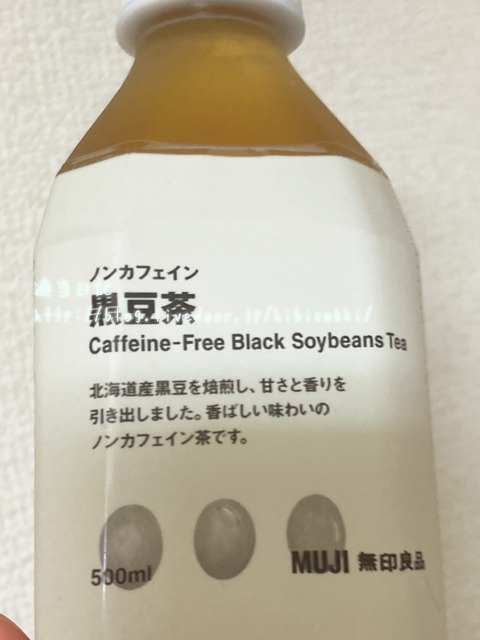 ノンカフェイン
黒豆茶
Caffeine-Free Black Soybeans Tea
北海道産黒豆を焙煎し、甘さと香りを
引き出しました。香ばしい味わいの
ノンカフェイン茶です。
500ml
MUJI 無印良品